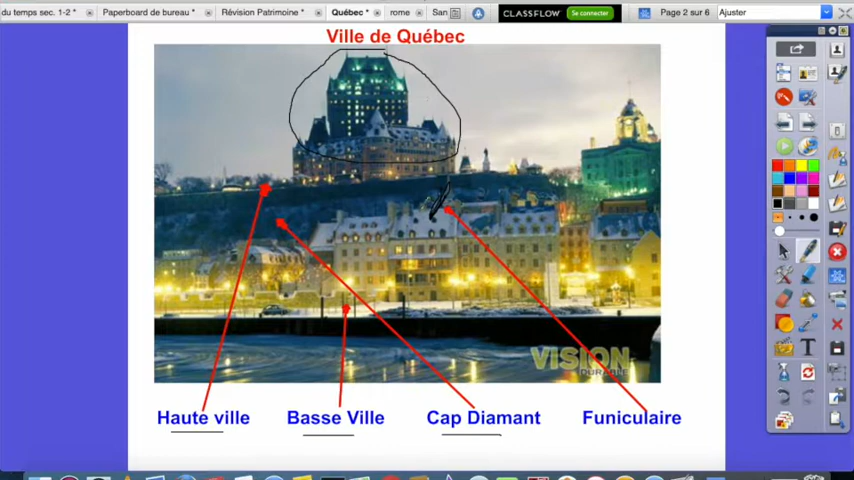 du temps sec. 1-2 *
Paperboard de bureau *
Révision Patrimoine *
Québec *
rome
San
CLASSFLOW
Se connecter
Page 2 sur 6
Ajuster
Ville de Québec
VISION
DURABLE
Haute ville
Basse Ville
Cap Diamant
Funiculaire